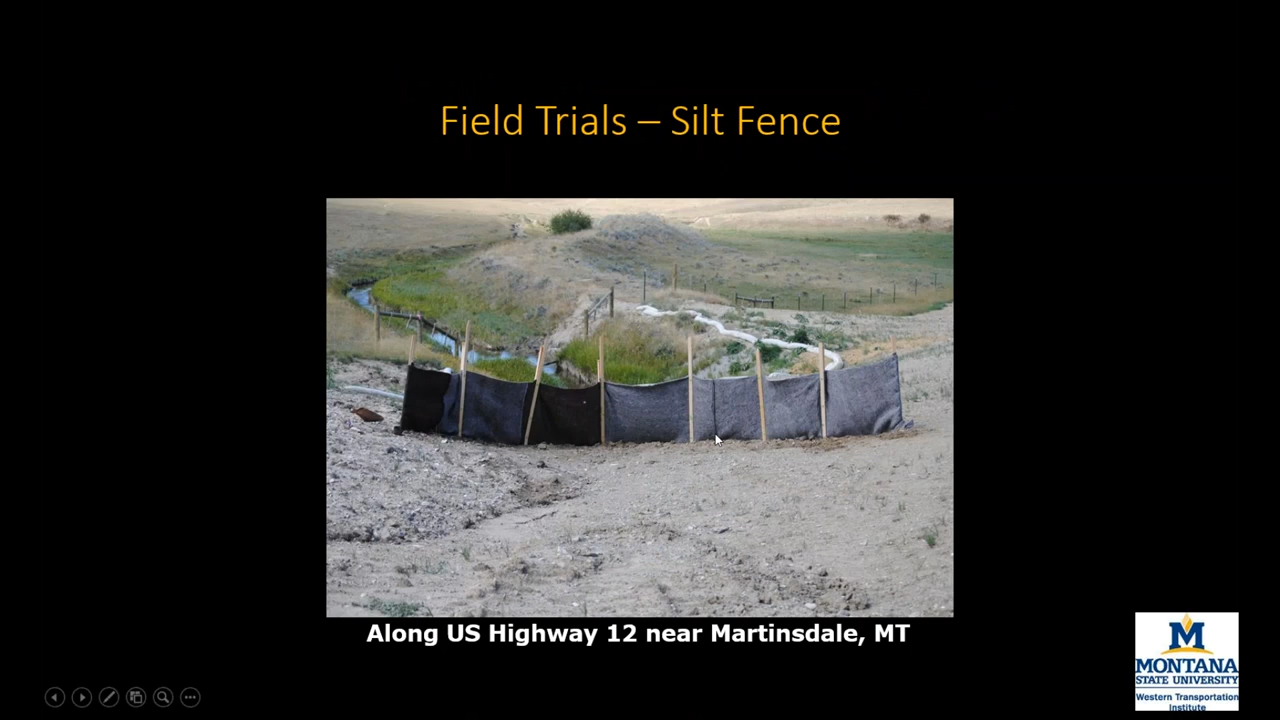 Field Trials – Silt Fence
Along US Highway 12 near Martinsdale, MT
M
MONTANA
STATE UNIVERSITY
Western Transportation
Institute